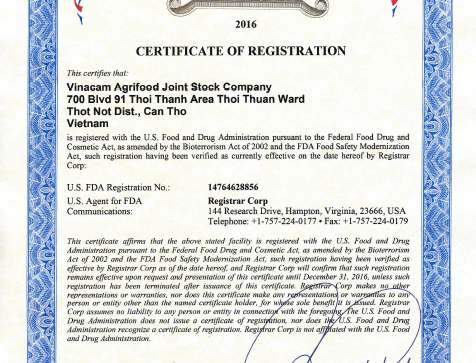 2016
CERTIFICATE OF REGISTRATION
This certifies that:
Vinacam Agrifood Joint Stock Company
700 Blvd 91 Thoi Thanh Area Thoi Thuan Ward
Thot Not Dist., Can Tho
Vietnam
is registered with the U.S. Food and Drug Administration pursuant to the Federal Food Drug and
Cosmetic Act, as amended by the Bioterrorism Act of 2002 and the FDA Food Safety Modernization
Act, such registration having been verified as currently effective on the date hereof by Registrar
Corp:
U.S. FDA Registration No.: 14764628856
U.S. Agent for FDA Registrar Corp
Communications: 144 Research Drive, Hampton, Virginia, 23666, USA
Telephone: +1-757-224-0177 • Fax: +1-757-224-0179
This certificate affirms that the above stated facility is registered with the U.S. Food and Drug
Administration pursuant to the Federal Food Drug and Cosmetic Act, as amended by the Bioterrorism
Act of 2002 and the FDA Food Safety Modernization Act, such registration having been verified as
effective by Registrar Corp as of the date hereof, and Registrar Corp will confirm that such registration
remains effective upon request and presentation of this certificate until December 31, 2016, unless such
registration has been terminated after issuance of this certificate. Registrar Corp makes no other
representations or warranties, nor does this certificate make any representations or warranties to any
person or entity other than the named certificate holder, for whose sole benefit it is issued. Registrar
Corp assumes no liability to any person or entity in connection with the foregoing. The U.S. Food and
Drug Administration does not issue a certificate of registration, nor does the U.S. Food and Drug
Administration recognize a certificate of registration. Registrar Corp is not affiliated with the U.S. Food
and Drug Administration.